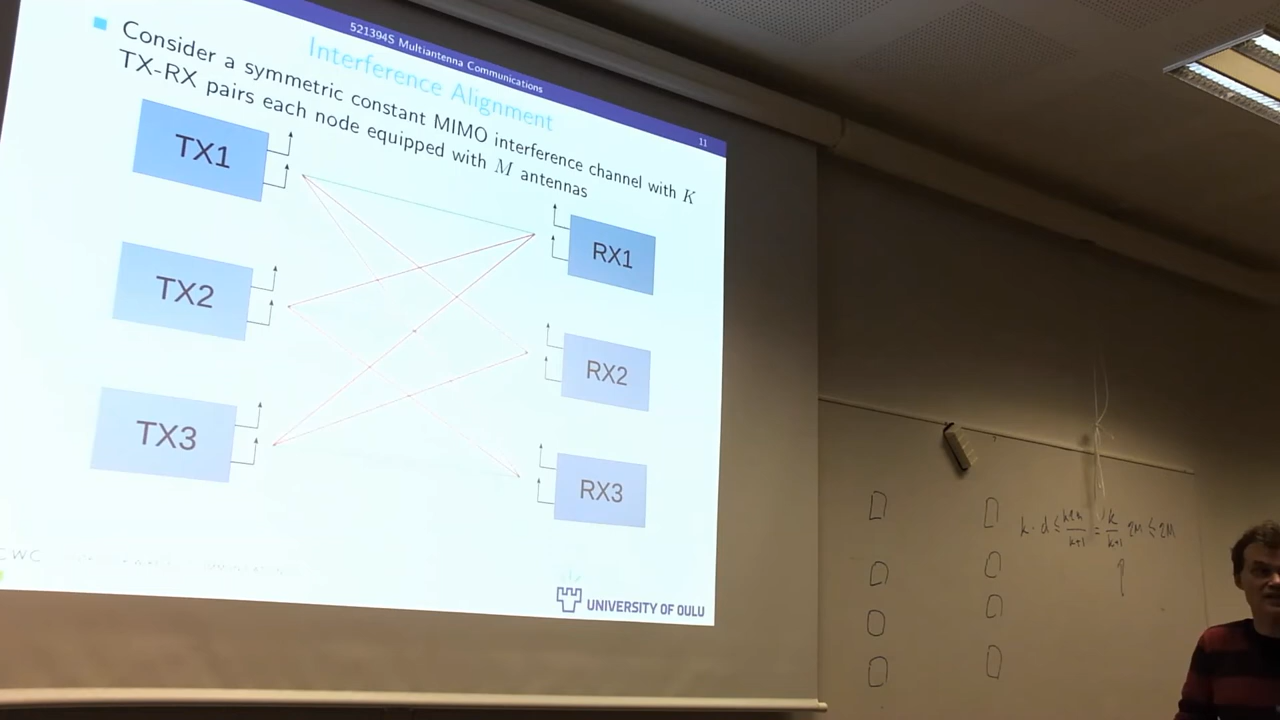 521394S Multiantenna Communications
11
Interference Alignment
Consider a symmetric constant MIMO interference channel with K
TX-RX pairs each node equipped with M antennas
TX1
RX1
TX2
RX2
TX3
RX3
CWC
UNIVERSITY OF OULU